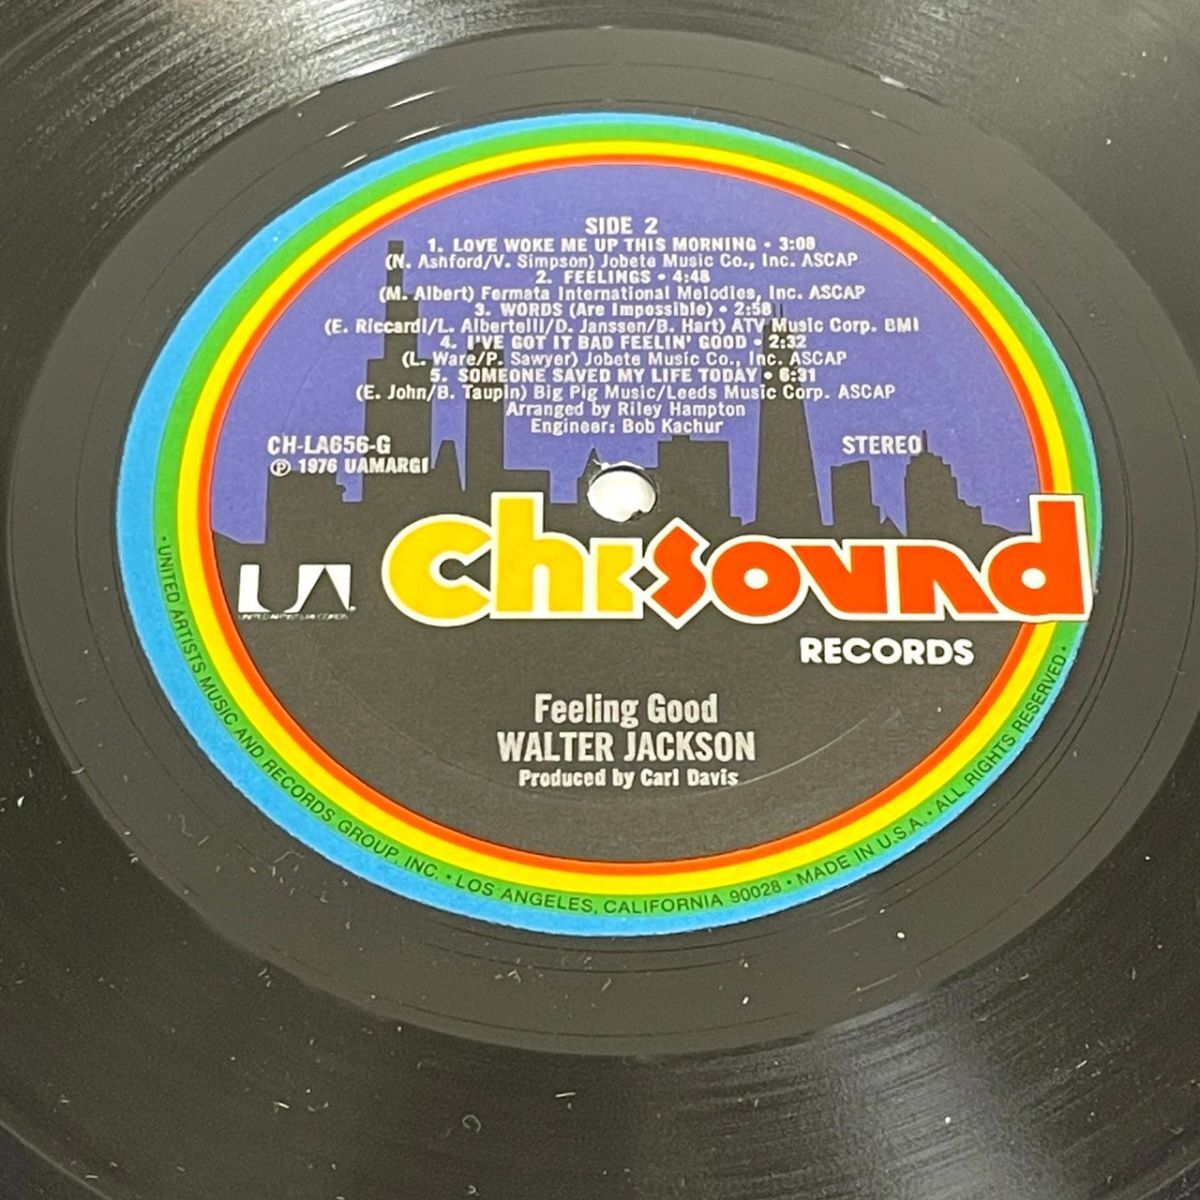 SIDE 2
1. LOVE WOKE ME UP THIS MORNING • 3:08
(N. Ashford/V. Simpson) Jobete Music Co., Inc. ASCAP
2. FEELINGS • 4:48
(M. Albert) Fermata International Melodies, Inc. ASCAP
3. WORDS (Are Impossible) • 2:58
(E. Riccardi/L. Albertelli/D. Janssen/B. Hart) ATV Music Corp. BMI
4. I'VE GOT IT BAD FEELIN' GOOD • 2:32
(L. Ware/P. Sawyer) Jobete Music Co., Inc. ASCAP
5. SOMEONE SAVED MY LIFE TODAY • 6:31
(E. John/B. Taupin) Big Pig Music/Leeds Music Corp. ASCAP
Arranged by Riley Hampton
Engineer: Bob Kachur
CH-LA656-G
STEREO
℗ 1976 UAMARGI
Chi-Sound
RECORDS
UA
UNITED ARTISTS RECORDS
Feeling Good
WALTER JACKSON
Produced by Carl Davis
• UNITED ARTISTS MUSIC AND RECORDS GROUP, INC. • LOS ANGELES, CALIFORNIA 90028 • MADE IN U.S.A. • ALL RIGHTS RESERVED •